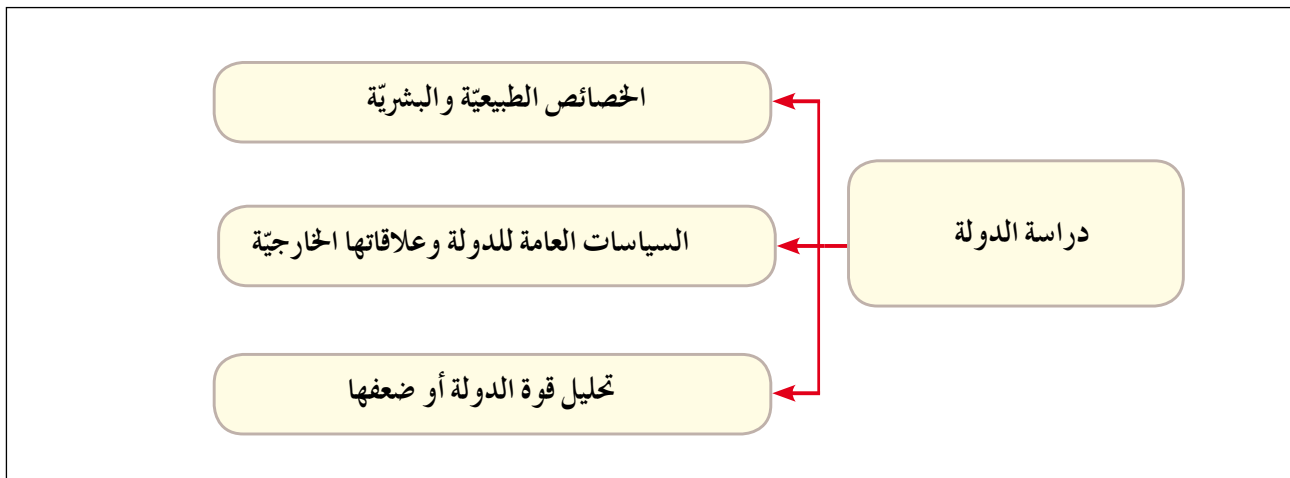 الخصائص الطبيعيّة والبشريّة
دراسة الدولة
السياسات العامة للدولة وعلاقاتها الخارجيّة
تحليل قوة الدولة أو ضعفها